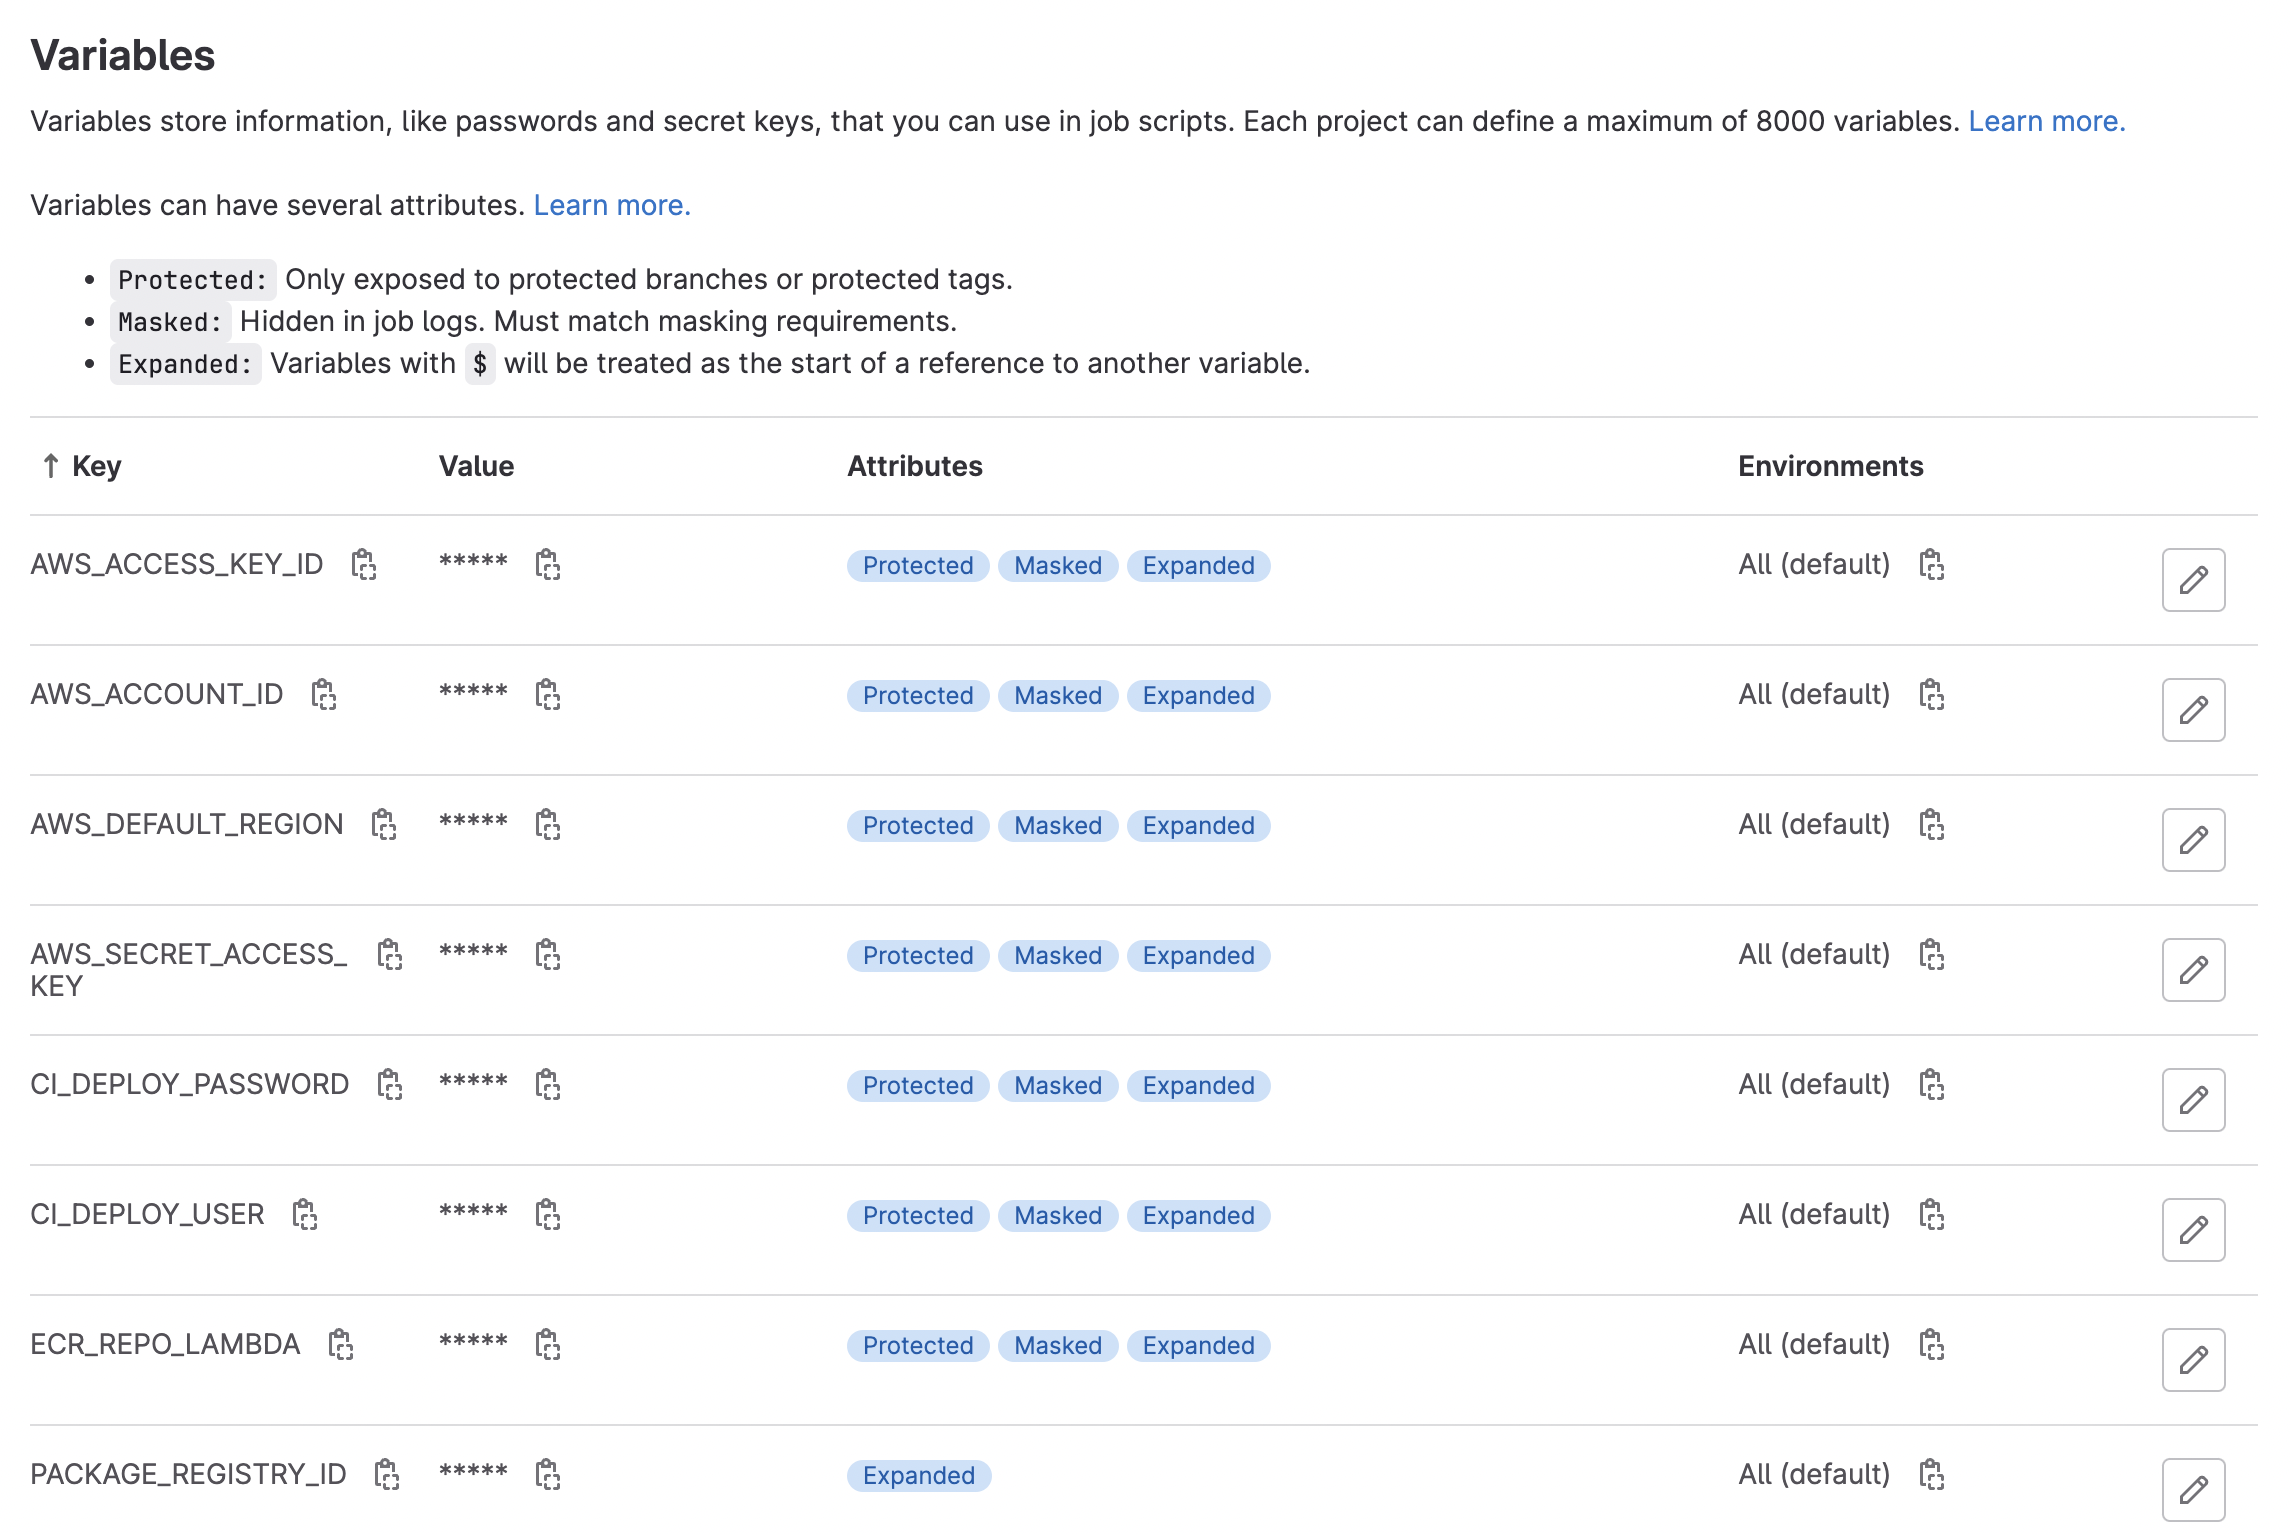 Variables
Variables store information, like passwords and secret keys, that you can use in job scripts. Each project can define a maximum of 8000 variables. Learn more.
Variables can have several attributes. Learn more.
• Protected: Only exposed to protected branches or protected tags.
• Masked: Hidden in job logs. Must match masking requirements.
• Expanded: Variables with $ will be treated as the start of a reference to another variable.
↑ Key Value Attributes Environments
AWS_ACCESS_KEY_ID ***** Protected Masked Expanded All (default)
AWS_ACCOUNT_ID ***** Protected Masked Expanded All (default)
AWS_DEFAULT_REGION ***** Protected Masked Expanded All (default)
AWS_SECRET_ACCESS_ ***** Protected Masked Expanded All (default)
KEY
CI_DEPLOY_PASSWORD ***** Protected Masked Expanded All (default)
CI_DEPLOY_USER ***** Protected Masked Expanded All (default)
ECR_REPO_LAMBDA ***** Protected Masked Expanded All (default)
PACKAGE_REGISTRY_ID ***** Expanded All (default)